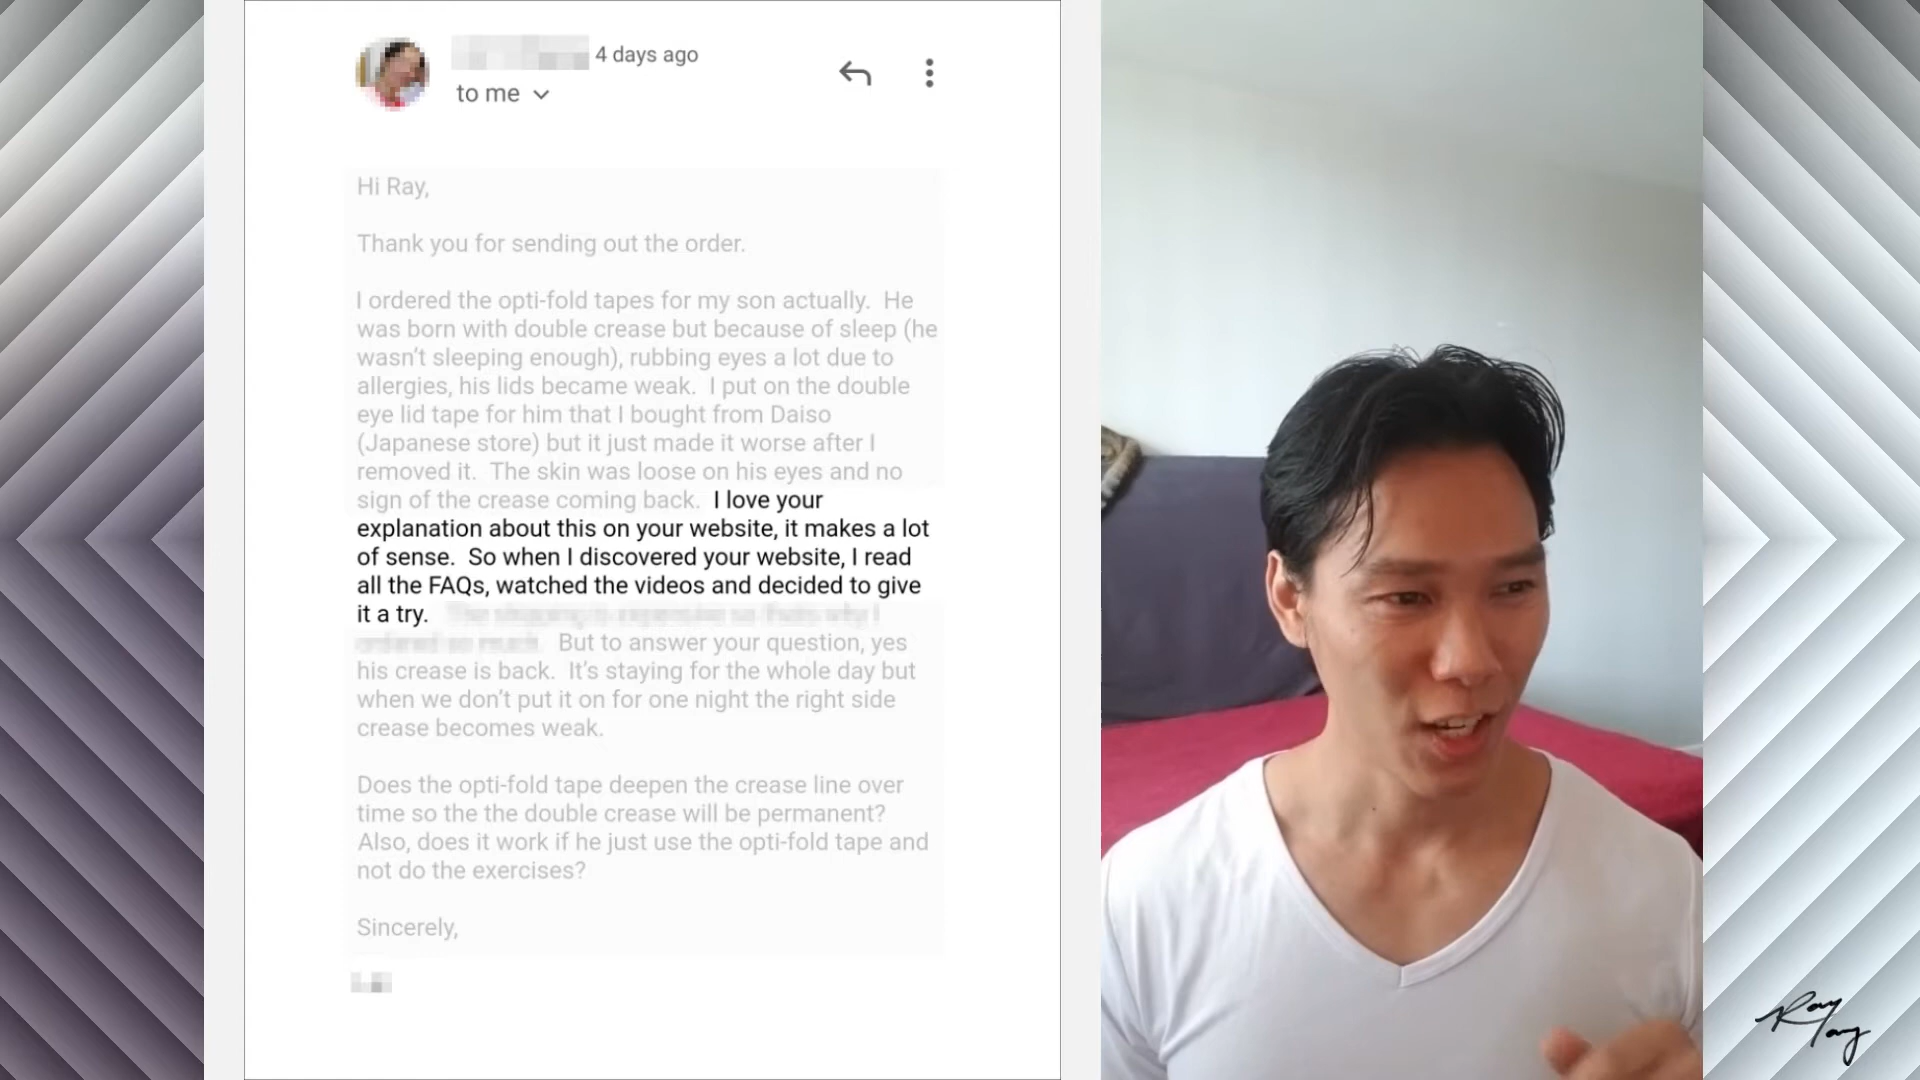 4 days ago
to me
Hi Ray,
Thank you for sending out the order.
I ordered the opti-fold tapes for my son actually. He
was born with double crease but because of sleep (he
wasn't sleeping enough), rubbing eyes a lot due to
allergies, his lids became weak. I put on the double
eye lid tape for him that I bought from Daiso
(Japanese store) but it just made it worse after I
removed it. The skin was loose on his eyes and no
sign of the crease coming back. I love your
explanation about this on your website, it makes a lot
of sense. So when I discovered your website, I read
all the FAQs, watched the videos and decided to give
it a try.
But to answer your question, yes
his crease is back. It's staying for the whole day but
when we don't put it on for one night the right side
crease becomes weak.
Does the opti-fold tape deepen the crease line over
time so the the double crease will be permanent?
Also, does it work if he just use the opti-fold tape and
not do the exercises?
Sincerely,
Ray